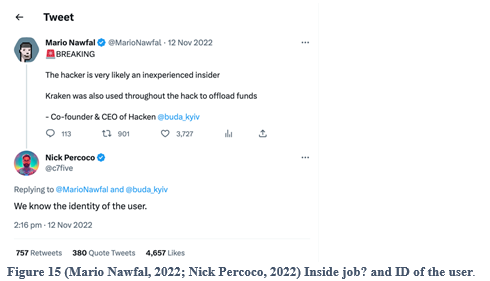 Tweet
Mario Nawfal @MarioNawfal · 12 Nov 2022
🚨BREAKING
The hacker is very likely an inexperienced insider
Kraken was also used throughout the hack to offload funds
- Co-founder & CEO of Hacken @buda_kyiv
113 901 3,727
Nick Percoco
@c7five
Replying to @MarioNawfal and @buda_kyiv
We know the identity of the user.
2:16 pm · 12 Nov 2022
757 Retweets 380 Quote Tweets 4,657 Likes
Figure 15 (Mario Nawfal, 2022; Nick Percoco, 2022) Inside job? and ID of the user.